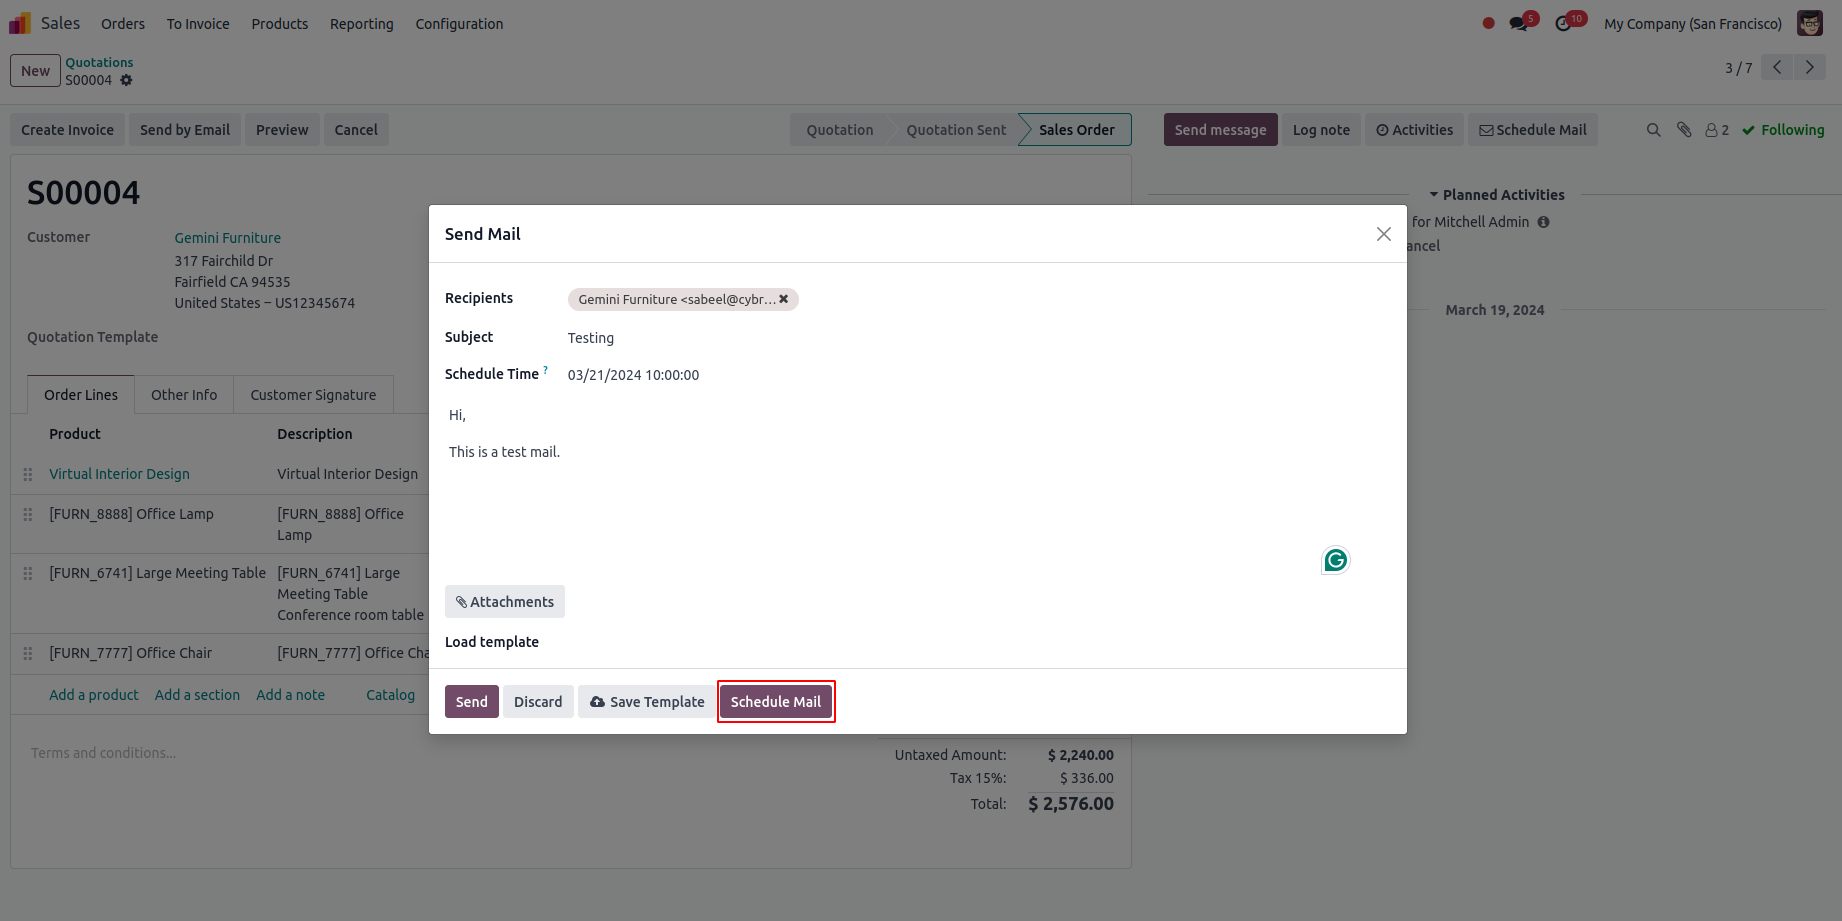 Sales Orders To Invoice Products Reporting Configuration 5 10 My Company (San Francisco)
New Quotations
S00004
3 / 7
Create Invoice Send by Email Preview Cancel Quotation Quotation Sent Sales Order Send message Log note Activities Schedule Mail 2 Following
S00004
Customer Gemini Furniture
317 Fairchild Dr
Fairfield CA 94535
United States – US12345674
Quotation Template
Order Lines Other Info Customer Signature
Product Description
Virtual Interior Design Virtual Interior Design
[FURN_8888] Office Lamp [FURN_8888] Office
Lamp
[FURN_6741] Large Meeting Table [FURN_6741] Large
Meeting Table
Conference room table
[FURN_7777] Office Chair [FURN_7777] Office Cha
Add a product Add a section Add a note Catalog
Terms and conditions...
Untaxed Amount: $ 2,240.00
Tax 15%: $ 336.00
Total: $ 2,576.00
Planned Activities
for Mitchell Admin
ancel
March 19, 2024
Send Mail
Recipients Gemini Furniture <sabeel@cybr...
Subject Testing
Schedule Time ? 03/21/2024 10:00:00
Hi,
This is a test mail.
Attachments
Load template
Send Discard Save Template Schedule Mail